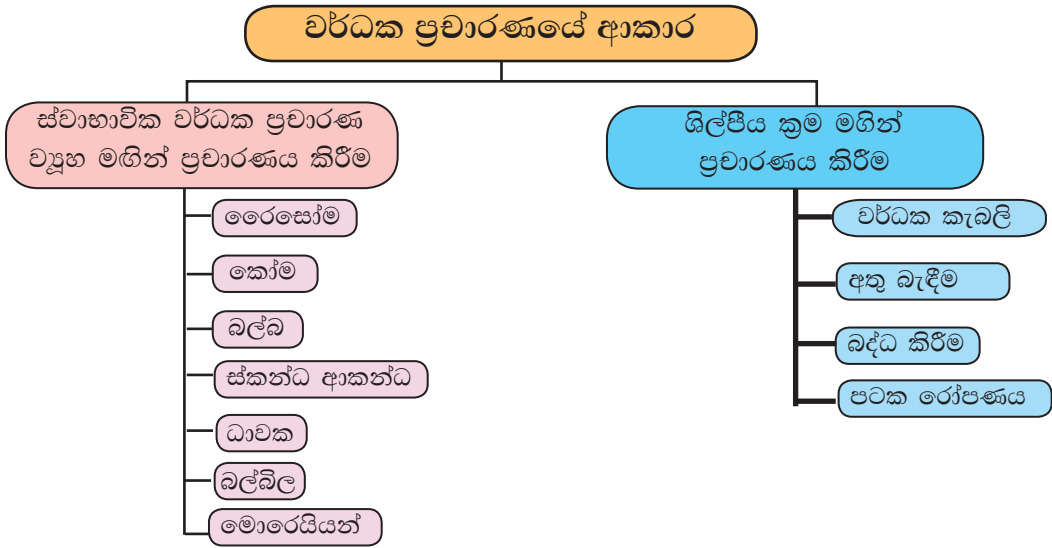 වර්ධක ප්‍රචාරණයේ ආකාර
ස්වාභාවික වර්ධක ප්‍රචාරණ
ව්‍යූහ මඟින් ප්‍රචාරණය කිරීම
රෛසෝම
කෝම
බල්බ
ස්කන්ධ ආකන්ධ
ධාවක
බල්බිල
මොරෙයියන්
ශිල්පීය ක්‍රම මගින්
ප්‍රචාරණය කිරීම
වර්ධක කැබලි
අතු බැඳීම
බද්ධ කිරීම
පටක රෝපණය